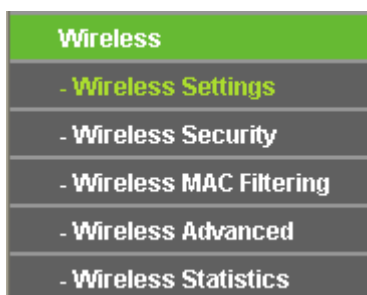 Wireless
- Wireless Settings
- Wireless Security
- Wireless MAC Filtering
- Wireless Advanced
- Wireless Statistics